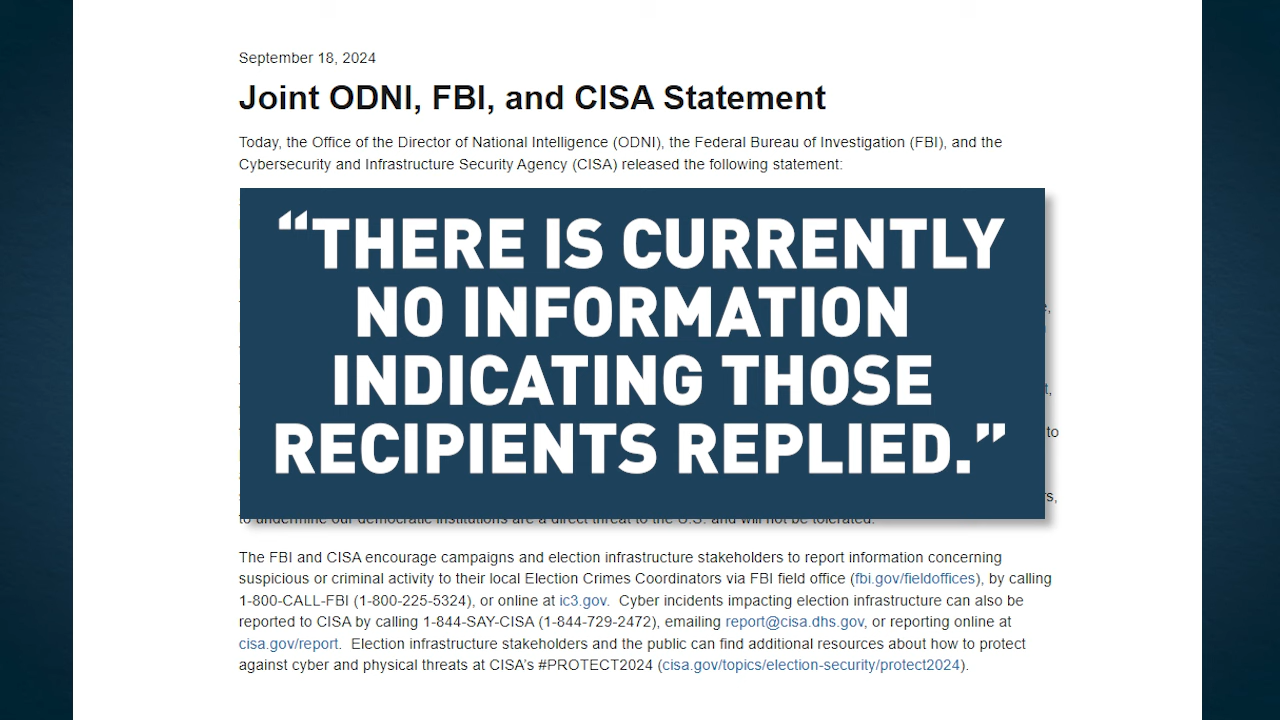 September 18, 2024
Joint ODNI, FBI, and CISA Statement
Today, the Office of the Director of National Intelligence (ODNI), the Federal Bureau of Investigation (FBI), and the
Cybersecurity and Infrastructure Security Agency (CISA) released the following statement:
“THERE IS CURRENTLY
NO INFORMATION
INDICATING THOSE
RECIPIENTS REPLIED.”
to
to undermine our democratic institutions are a direct threat to the U.S. and will not be tolerated.
The FBI and CISA encourage campaigns and election infrastructure stakeholders to report information concerning
suspicious or criminal activity to their local Election Crimes Coordinators via FBI field office (fbi.gov/fieldoffices), by calling
1-800-CALL-FBI (1-800-225-5324), or online at ic3.gov.  Cyber incidents impacting election infrastructure can also be
reported to CISA by calling 1-844-SAY-CISA (1-844-729-2472), emailing report@cisa.dhs.gov, or reporting online at
cisa.gov/report.  Election infrastructure stakeholders and the public can find additional resources about how to protect
against cyber and physical threats at CISA’s #PROTECT2024 (cisa.gov/topics/election-security/protect2024).